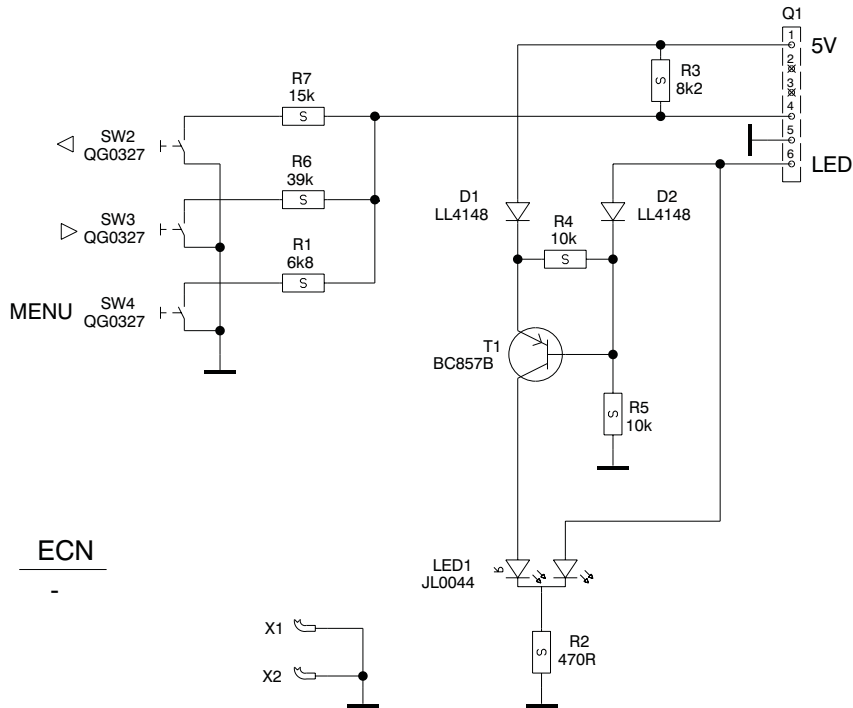 Q1
1
5V
2
3
4
5
6
LED
R3
8k2
R7
15k
S
S
SW2
QG0327
R6
39k
S
SW3
QG0327
R1
6k8
S
MENU
SW4
QG0327
D1
LL4148
D2
LL4148
R4
10k
S
T1
BC857B
R5
10k
S
ECN
-
LED1
JL0044
R
X1
X2
R2
470R
S